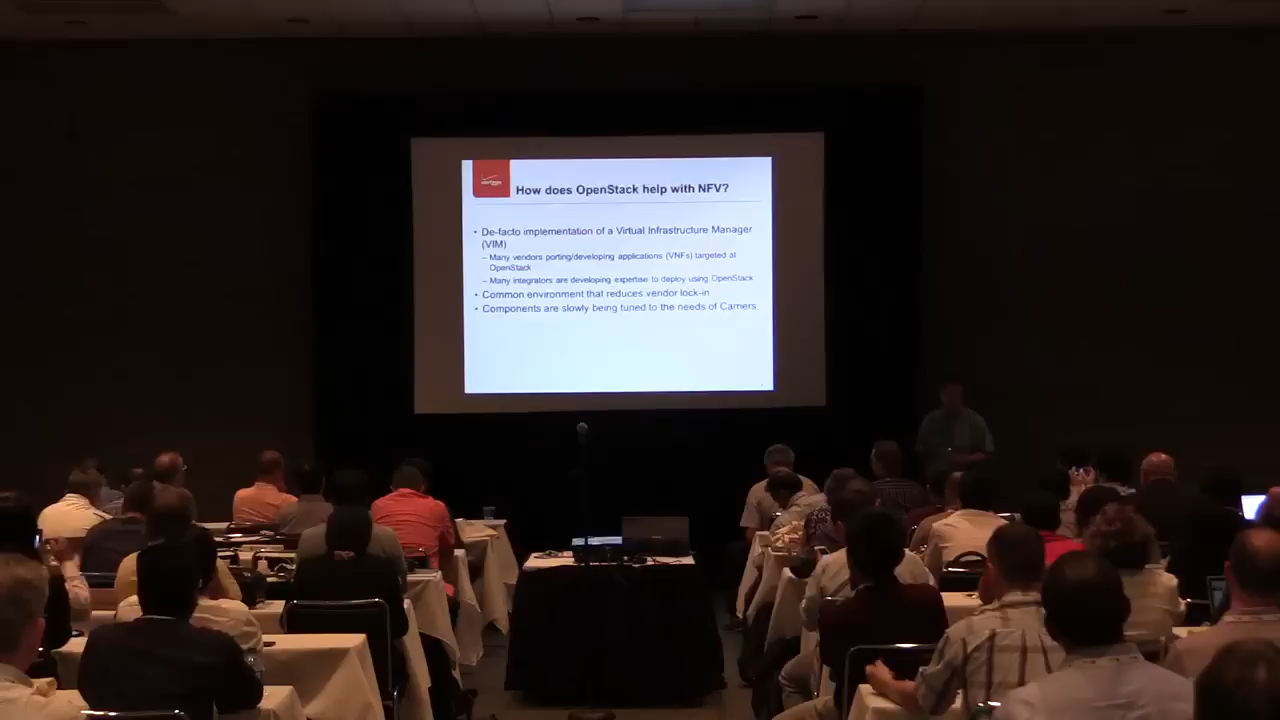 verizon
How does OpenStack help with NFV?
• De-facto implementation of a Virtual Infrastructure Manager
(VIM)
– Many vendors porting/developing applications (VNFs) targeted at
OpenStack
– Many integrators are developing expertise to deploy using OpenStack
• Common environment that reduces vendor lock-in
• Components are slowly being tuned to the needs of Carriers